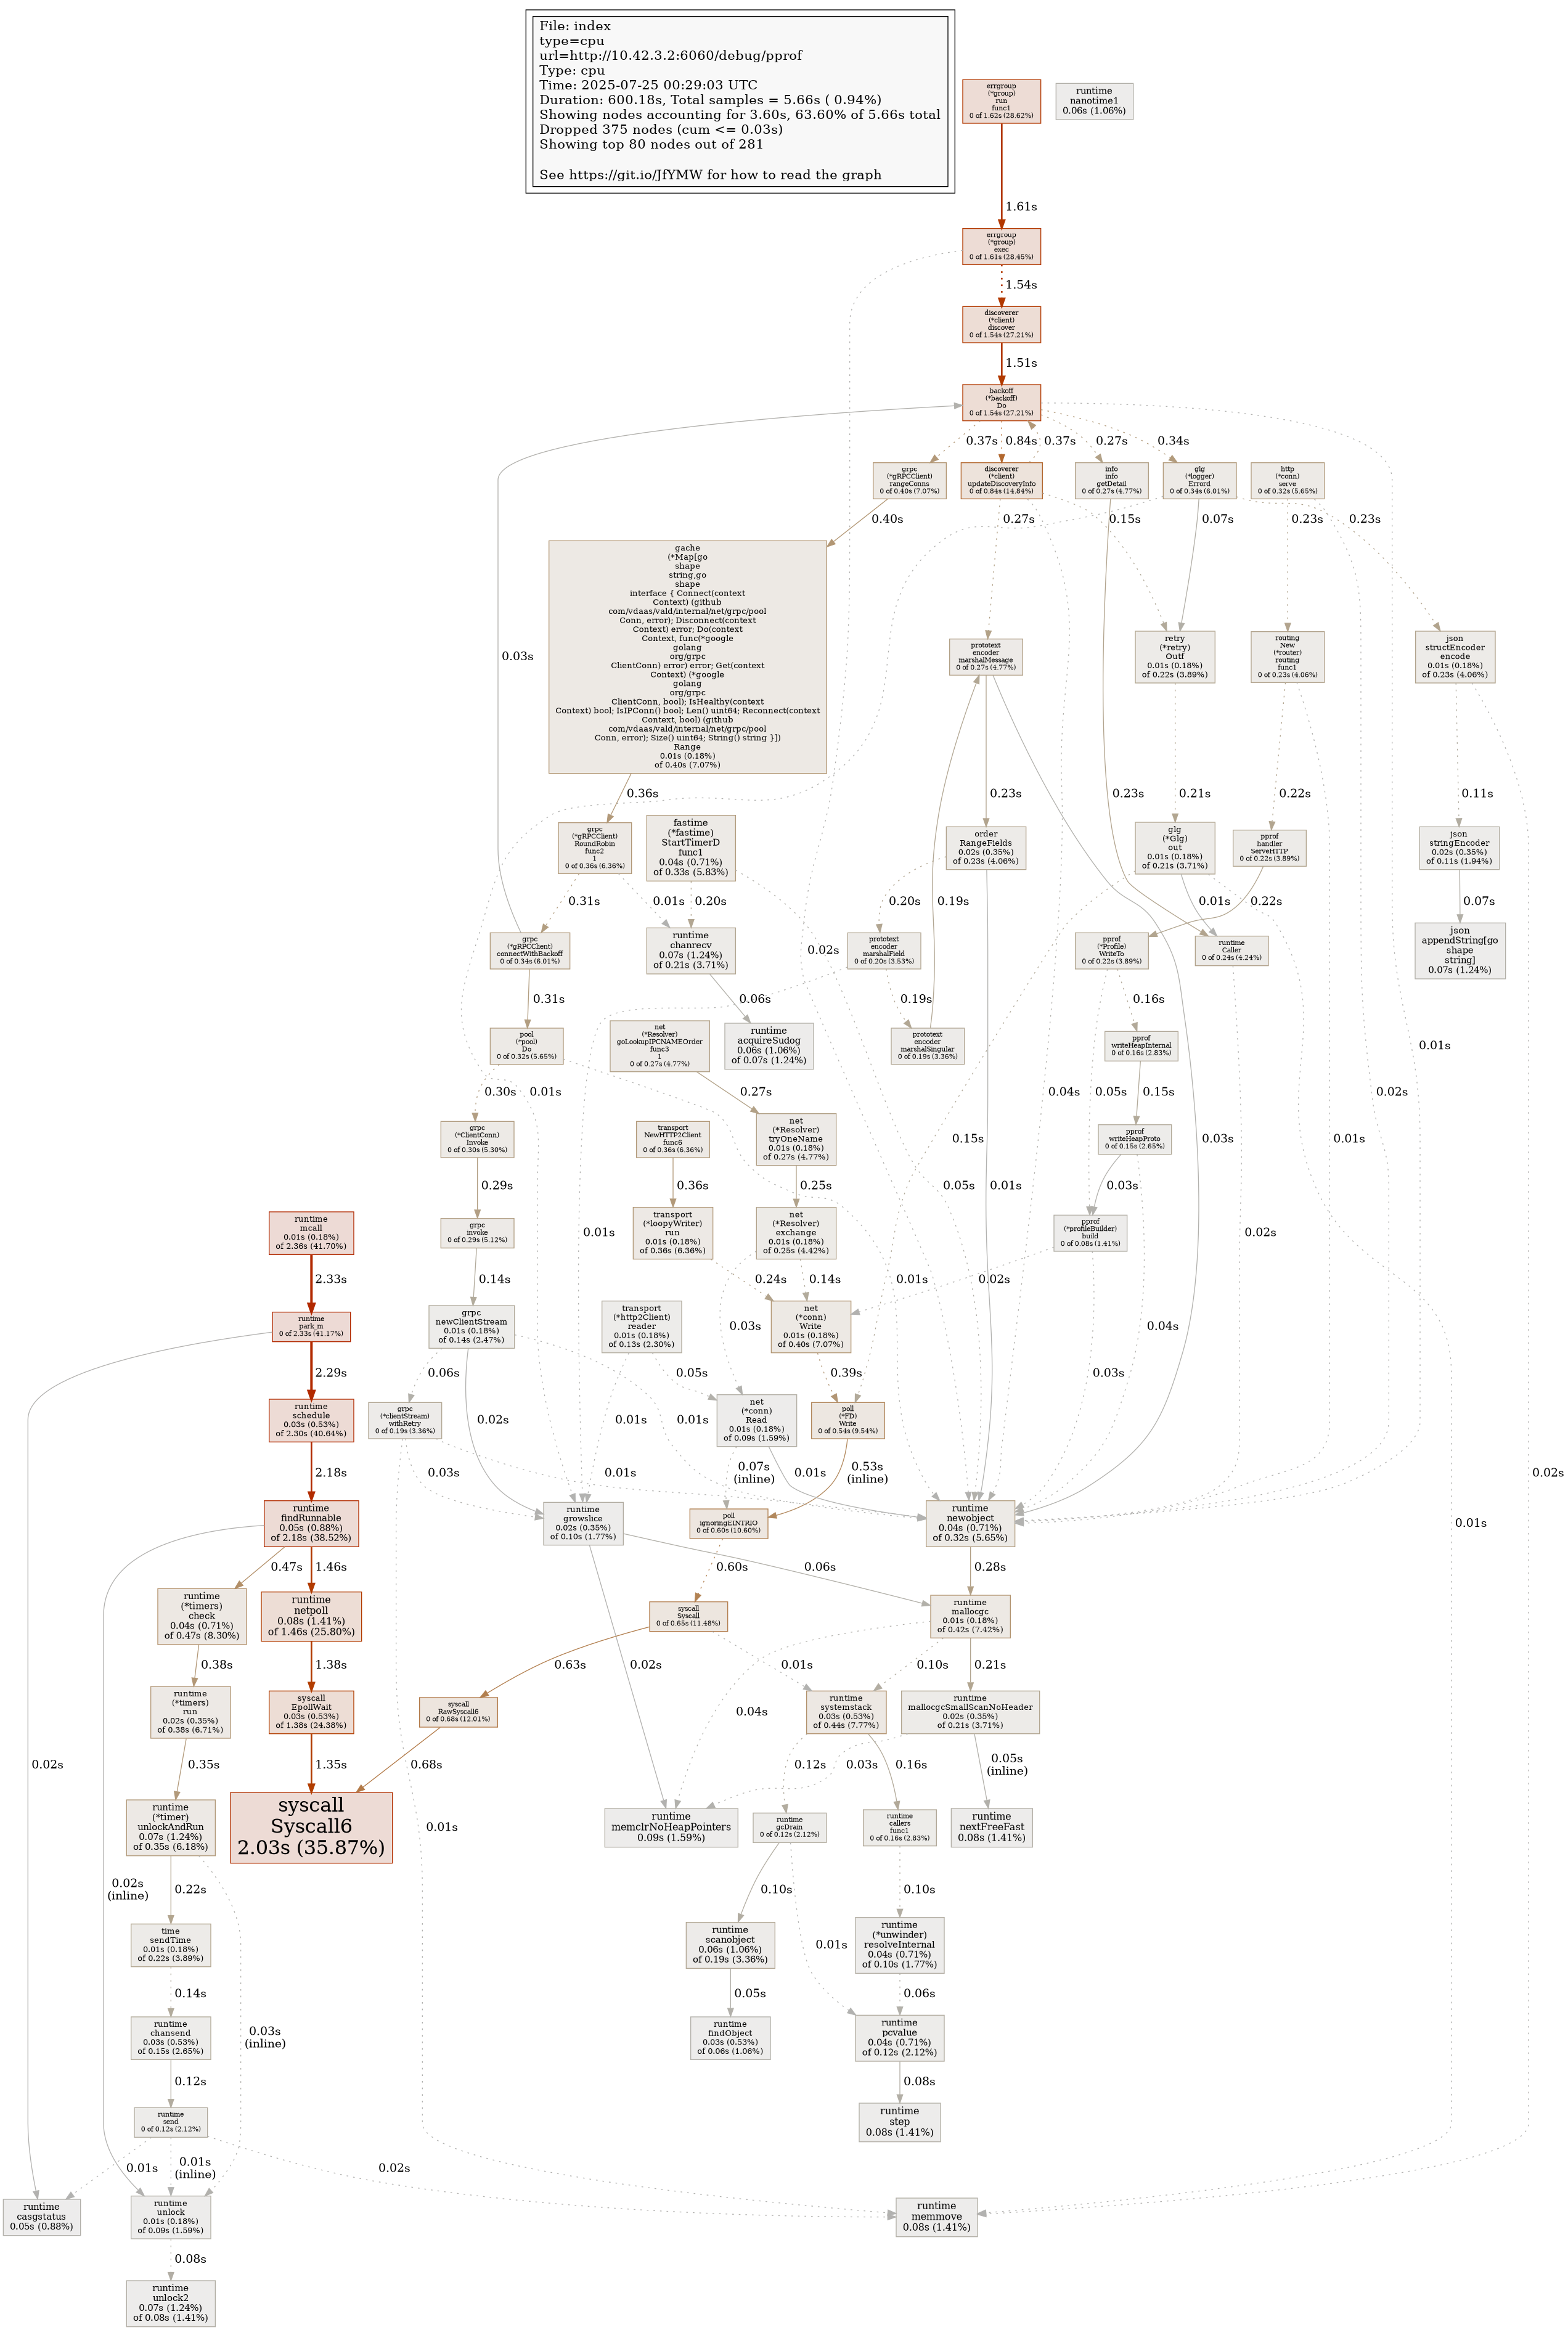 File: index
type=cpu
url=http://10.42.3.2:6060/debug/pprof
Type: cpu
Time: 2025-07-25 00:29:03 UTC
Duration: 600.18s, Total samples = 5.66s ( 0.94%)
Showing nodes accounting for 3.60s, 63.60% of 5.66s total
Dropped 375 nodes (cum <= 0.03s)
Showing top 80 nodes out of 281
See https://git.io/JfYMW for how to read the graph
errgroup
(*group)
run
func1
0 of 1.62s (28.62%)
runtime
nanotime1
0.06s (1.06%)
1.61s
errgroup
(*group)
exec
0 of 1.61s (28.45%)
1.54s
discoverer
(*client)
discover
0 of 1.54s (27.21%)
1.51s
backoff
(*backoff)
Do
0 of 1.54s (27.21%)
0.37s
0.84s
0.37s
0.27s
0.34s
grpc
(*gRPCClient)
rangeConns
0 of 0.40s (7.07%)
discoverer
(*client)
updateDiscoveryInfo
0 of 0.84s (14.84%)
info
info
getDetail
0 of 0.27s (4.77%)
glg
(*logger)
Errord
0 of 0.34s (6.01%)
http
(*conn)
serve
0 of 0.32s (5.65%)
0.40s
0.27s
0.15s
0.07s
0.23s
0.23s
gache
(*Map[go
shape
string,go
shape
interface { Connect(context
Context) (github
com/vdaas/vald/internal/net/grpc/pool
Conn, error); Disconnect(context
Context) error; Do(context
Context, func(*google
golang
org/grpc
ClientConn) error) error; Get(context
Context) (*google
golang
org/grpc
ClientConn, bool); IsHealthy(context
Context) bool; IsIPConn() bool; Len() uint64; Reconnect(context
Context, bool) (github
com/vdaas/vald/internal/net/grpc/pool
Conn, error); Size() uint64; String() string }])
Range
0.01s (0.18%)
of 0.40s (7.07%)
0.03s
prototext
encoder
marshalMessage
0 of 0.27s (4.77%)
retry
(*retry)
Outf
0.01s (0.18%)
of 0.22s (3.89%)
routing
New
(*router)
routing
func1
0 of 0.23s (4.06%)
json
structEncoder
encode
0.01s (0.18%)
of 0.23s (4.06%)
0.36s
0.23s
0.23s
0.21s
0.22s
0.11s
grpc
(*gRPCClient)
RoundRobin
func2
1
0 of 0.36s (6.36%)
fastime
(*fastime)
StartTimerD
func1
0.04s (0.71%)
of 0.33s (5.83%)
order
RangeFields
0.02s (0.35%)
of 0.23s (4.06%)
glg
(*Glg)
out
0.01s (0.18%)
of 0.21s (3.71%)
pprof
handler
ServeHTTP
0 of 0.22s (3.89%)
json
stringEncoder
0.02s (0.35%)
of 0.11s (1.94%)
0.31s
0.01s
0.20s
0.20s
0.19s
0.01s
0.22s
0.07s
grpc
(*gRPCClient)
connectWithBackoff
0 of 0.34s (6.01%)
runtime
chanrecv
0.07s (1.24%)
of 0.21s (3.71%)
0.02s
prototext
encoder
marshalField
0 of 0.20s (3.53%)
pprof
(*Profile)
WriteTo
0 of 0.22s (3.89%)
runtime
Caller
0 of 0.24s (4.24%)
json
appendString[go
shape
string]
0.07s (1.24%)
0.31s
0.06s
0.19s
0.16s
pool
(*pool)
Do
0 of 0.32s (5.65%)
net
(*Resolver)
goLookupIPCNAMEOrder
func3
1
0 of 0.27s (4.77%)
runtime
acquireSudog
0.06s (1.06%)
of 0.07s (1.24%)
prototext
encoder
marshalSingular
0 of 0.19s (3.36%)
pprof
writeHeapInternal
0 of 0.16s (2.83%)
0.01s
0.30s
0.01s
0.27s
0.04s
0.05s
0.15s
0.02s
grpc
(*ClientConn)
Invoke
0 of 0.30s (5.30%)
transport
NewHTTP2Client
func6
0 of 0.36s (6.36%)
net
(*Resolver)
tryOneName
0.01s (0.18%)
of 0.27s (4.77%)
0.15s
pprof
writeHeapProto
0 of 0.15s (2.65%)
0.01s
0.03s
0.29s
0.36s
0.25s
0.05s
0.01s
0.03s
runtime
mcall
0.01s (0.18%)
of 2.36s (41.70%)
grpc
invoke
0 of 0.29s (5.12%)
0.01s
transport
(*loopyWriter)
run
0.01s (0.18%)
of 0.36s (6.36%)
net
(*Resolver)
exchange
0.01s (0.18%)
of 0.25s (4.42%)
pprof
(*profileBuilder)
build
0 of 0.08s (1.41%)
0.02s
2.33s
0.14s
0.24s
0.14s
0.01s
0.02s
runtime
park_m
0 of 2.33s (41.17%)
grpc
newClientStream
0.01s (0.18%)
of 0.14s (2.47%)
transport
(*http2Client)
reader
0.01s (0.18%)
of 0.13s (2.30%)
0.03s
net
(*conn)
Write
0.01s (0.18%)
of 0.40s (7.07%)
0.04s
2.29s
0.06s
0.05s
0.39s
0.03s
runtime
schedule
0.03s (0.53%)
of 2.30s (40.64%)
grpc
(*clientStream)
withRetry
0 of 0.19s (3.36%)
0.02s
0.01s
0.01s
net
(*conn)
Read
0.01s (0.18%)
of 0.09s (1.59%)
poll
(*FD)
Write
0 of 0.54s (9.54%)
2.18s
0.03s
0.01s
0.07s
(inline)
0.01s
0.53s
(inline)
0.02s
runtime
findRunnable
0.05s (0.88%)
of 2.18s (38.52%)
runtime
growslice
0.02s (0.35%)
of 0.10s (1.77%)
poll
ignoringEINTRIO
0 of 0.60s (10.60%)
runtime
newobject
0.04s (0.71%)
of 0.32s (5.65%)
0.01s
0.47s
1.46s
0.06s
0.60s
0.28s
runtime
(*timers)
check
0.04s (0.71%)
of 0.47s (8.30%)
runtime
netpoll
0.08s (1.41%)
of 1.46s (25.80%)
syscall
Syscall
0 of 0.65s (11.48%)
runtime
mallocgc
0.01s (0.18%)
of 0.42s (7.42%)
0.38s
1.38s
0.02s
0.63s
0.01s
0.10s
0.21s
runtime
(*timers)
run
0.02s (0.35%)
of 0.38s (6.71%)
syscall
EpollWait
0.03s (0.53%)
of 1.38s (24.38%)
syscall
RawSyscall6
0 of 0.68s (12.01%)
0.04s
runtime
systemstack
0.03s (0.53%)
of 0.44s (7.77%)
runtime
mallocgcSmallScanNoHeader
0.02s (0.35%)
of 0.21s (3.71%)
0.02s
0.35s
1.35s
0.68s
0.12s
0.03s
0.16s
0.05s
(inline)
runtime
(*timer)
unlockAndRun
0.07s (1.24%)
of 0.35s (6.18%)
syscall
Syscall6
2.03s (35.87%)
0.01s
runtime
memclrNoHeapPointers
0.09s (1.59%)
runtime
gcDrain
0 of 0.12s (2.12%)
runtime
callers
func1
0 of 0.16s (2.83%)
runtime
nextFreeFast
0.08s (1.41%)
0.02s
(inline)
0.22s
0.10s
0.10s
time
sendTime
0.01s (0.18%)
of 0.22s (3.89%)
runtime
scanobject
0.06s (1.06%)
of 0.19s (3.36%)
0.01s
runtime
(*unwinder)
resolveInternal
0.04s (0.71%)
of 0.10s (1.77%)
0.14s
0.05s
0.06s
runtime
chansend
0.03s (0.53%)
of 0.15s (2.65%)
0.03s
(inline)
runtime
findObject
0.03s (0.53%)
of 0.06s (1.06%)
runtime
pcvalue
0.04s (0.71%)
of 0.12s (2.12%)
0.12s
0.08s
runtime
send
0 of 0.12s (2.12%)
runtime
step
0.08s (1.41%)
0.01s
0.01s
(inline)
0.02s
runtime
casgstatus
0.05s (0.88%)
runtime
unlock
0.01s (0.18%)
of 0.09s (1.59%)
runtime
memmove
0.08s (1.41%)
0.08s
runtime
unlock2
0.07s (1.24%)
of 0.08s (1.41%)